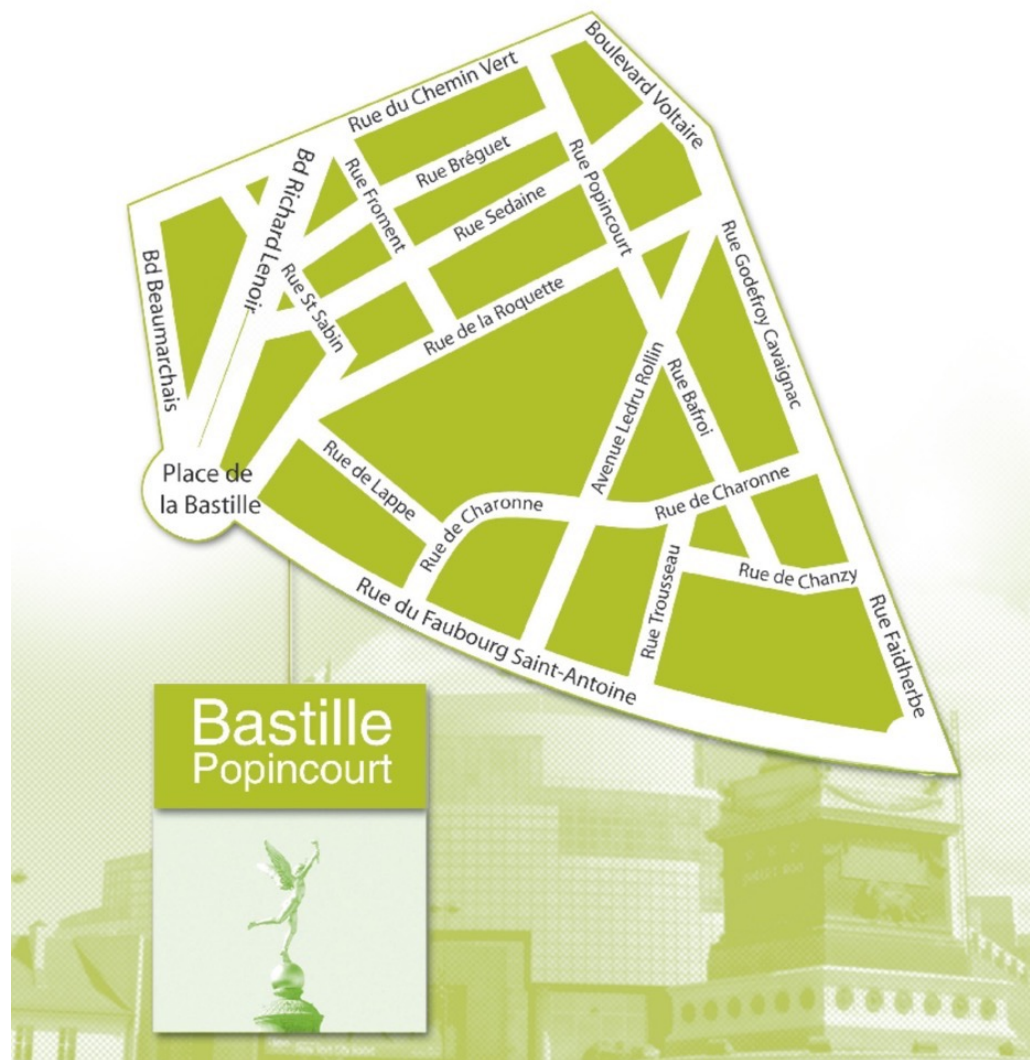 Rue du Chemin Vert
Boulevard Voltaire
Bd Richard Lenoir
Rue Froment
Rue Bréguet
Rue Popincourt
Rue Sedaine
Bd Beaumarchais
Rue St Sabin
Rue de la Roquette
Rue Godefroy Cavaignac
Avenue Ledru Rollin
Rue Bafroi
Place de
la Bastille
Rue de Lappe
Rue de Charonne
Rue de Charonne
Rue Trousseau
Rue de Chanzy
Rue du Faubourg Saint-Antoine
Rue Faidherbe
Bastille
Popincourt